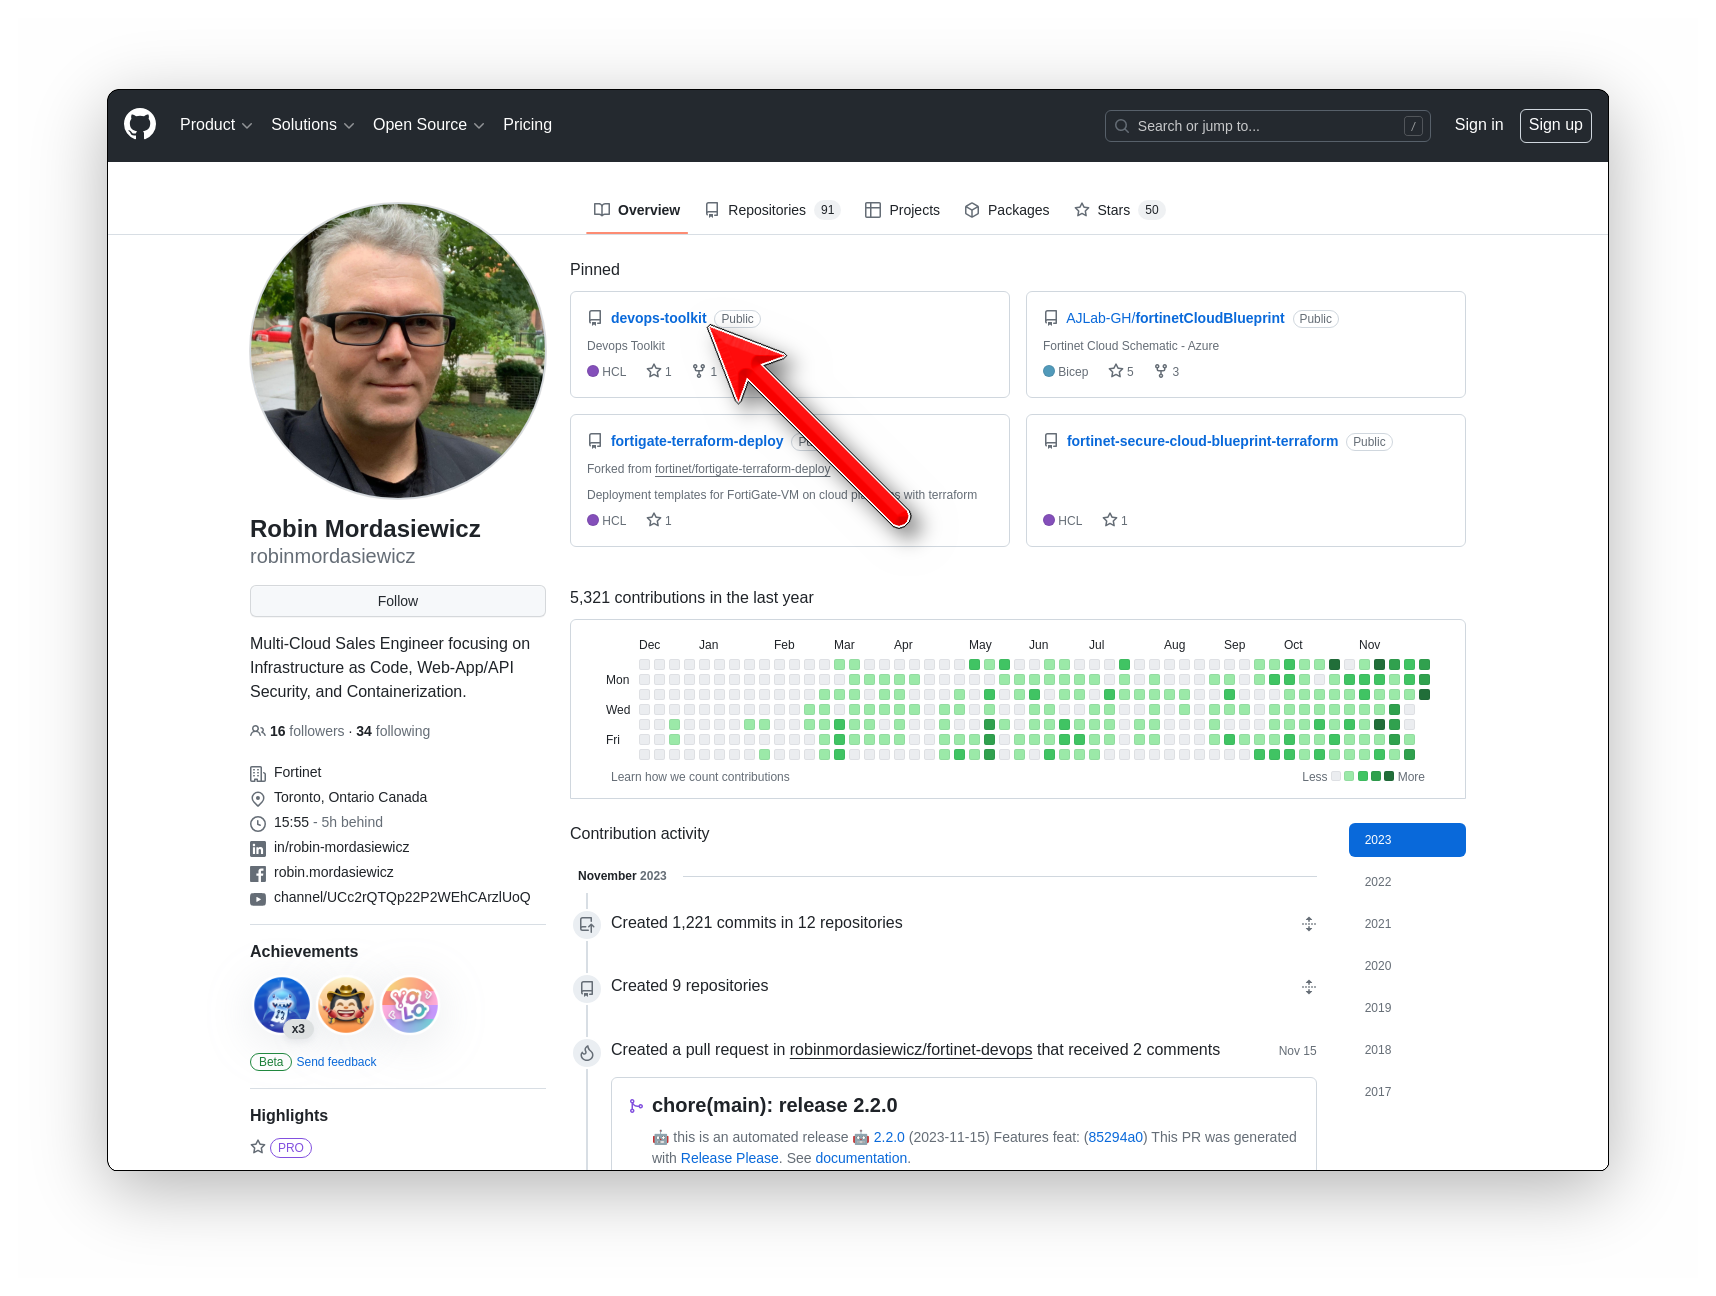 Product Solutions Open Source Pricing Search or jump to... / Sign in Sign up
Overview Repositories 91 Projects Packages Stars 50
Pinned
devops-toolkit Public
Devops Toolkit
HCL 1 1
AJLab-GH/fortinetCloudBlueprint Public
Fortinet Cloud Schematic - Azure
Bicep 5 3
fortigate-terraform-deploy
Forked from fortinet/fortigate-terraform-deploy
Deployment templates for FortiGate-VM on cloud with terraform
HCL 1
fortinet-secure-cloud-blueprint-terraform Public
HCL 1
Robin Mordasiewicz
robinmordasiewicz
Follow
Multi-Cloud Sales Engineer focusing on
Infrastructure as Code, Web-App/API
Security, and Containerization.
16 followers · 34 following
Fortinet
Toronto, Ontario Canada
15:55 - 5h behind
in/robin-mordasiewicz
robin.mordasiewicz
channel/UCc2rQTQp22P2WEhCArzlUoQ
Achievements
x3
YOLO
Beta Send feedback
Highlights
PRO
5,321 contributions in the last year
Dec Jan Feb Mar Apr May Jun Jul Aug Sep Oct Nov
Mon
Wed
Fri
Learn how we count contributions Less More
Contribution activity
2023
2022
2021
2020
2019
2018
2017
November 2023
Created 1,221 commits in 12 repositories
Created 9 repositories
Created a pull request in robinmordasiewicz/fortinet-devops that received 2 comments Nov 15
chore(main): release 2.2.0
🤖 this is an automated release 🤖 2.2.0 (2023-11-15) Features feat: (85294a0) This PR was generated
with Release Please. See documentation.